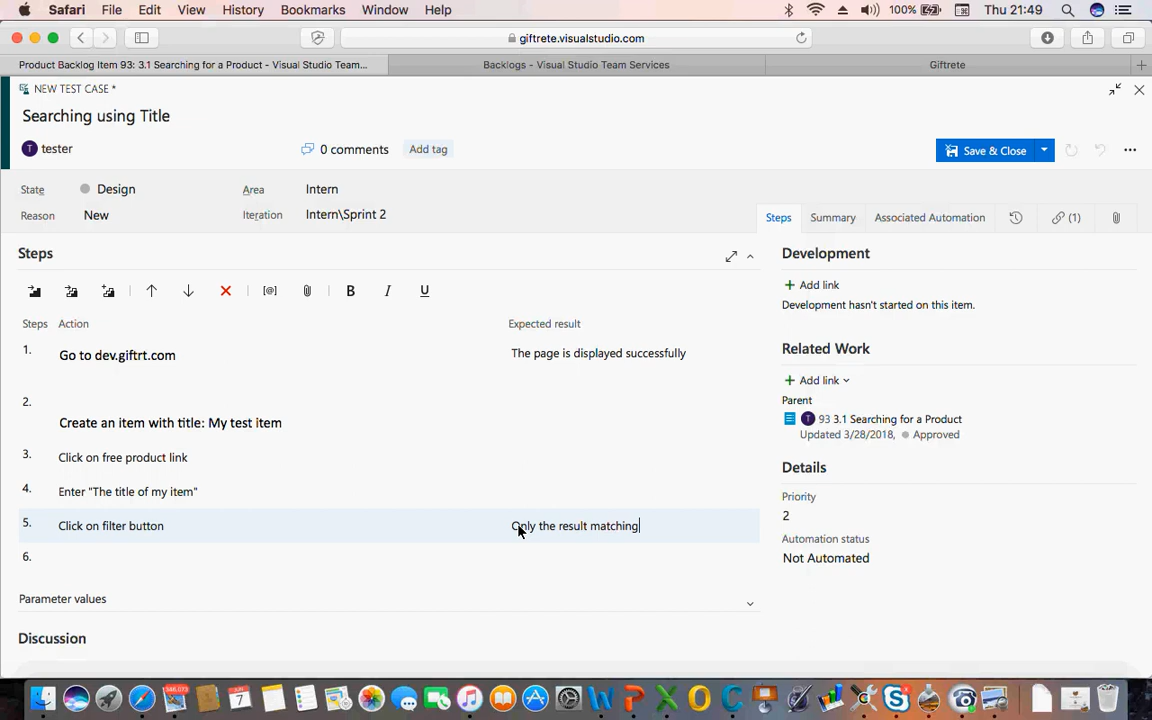 Safari File Edit View History Bookmarks Window Help 100% Thu 21:49
giftrete.visualstudio.com
Product Backlog Item 93: 3.1 Searching for a Product - Visual Studio Team... Backlogs - Visual Studio Team Services Giftrete
NEW TEST CASE *
Searching using Title
T tester 0 comments Add tag Save & Close
State Design Area Intern
Reason New Iteration Intern\Sprint 2
Steps Summary Associated Automation (1)
Steps
B I U
Steps Action Expected result
1. Go to dev.giftrt.com The page is displayed successfully
2. Create an item with title: My test item
3. Click on free product link
4. Enter "The title of my item"
5. Click on filter button Only the result matching
6.
Parameter values
Discussion
Development
+ Add link
Development hasn't started on this item.
Related Work
+ Add link
Parent
T 93 3.1 Searching for a Product
Updated 3/28/2018, Approved
Details
Priority
2
Automation status
Not Automated